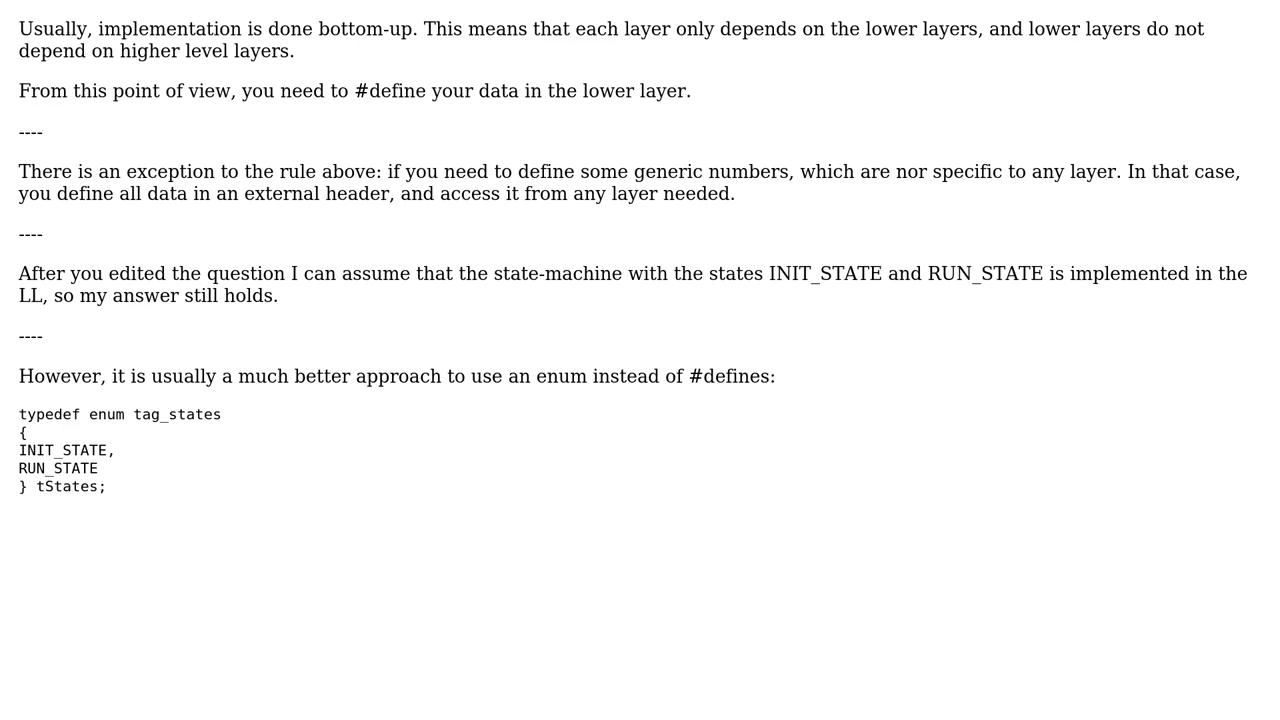 Usually, implementation is done bottom-up. This means that each layer only depends on the lower layers, and lower layers do not
depend on higher level layers.
From this point of view, you need to #define your data in the lower layer.
----
There is an exception to the rule above: if you need to define some generic numbers, which are nor specific to any layer. In that case,
you define all data in an external header, and access it from any layer needed.
----
After you edited the question I can assume that the state-machine with the states INIT_STATE and RUN_STATE is implemented in the
LL, so my answer still holds.
----
However, it is usually a much better approach to use an enum instead of #defines:
typedef enum tag_states
{
INIT_STATE,
RUN_STATE
} tStates;